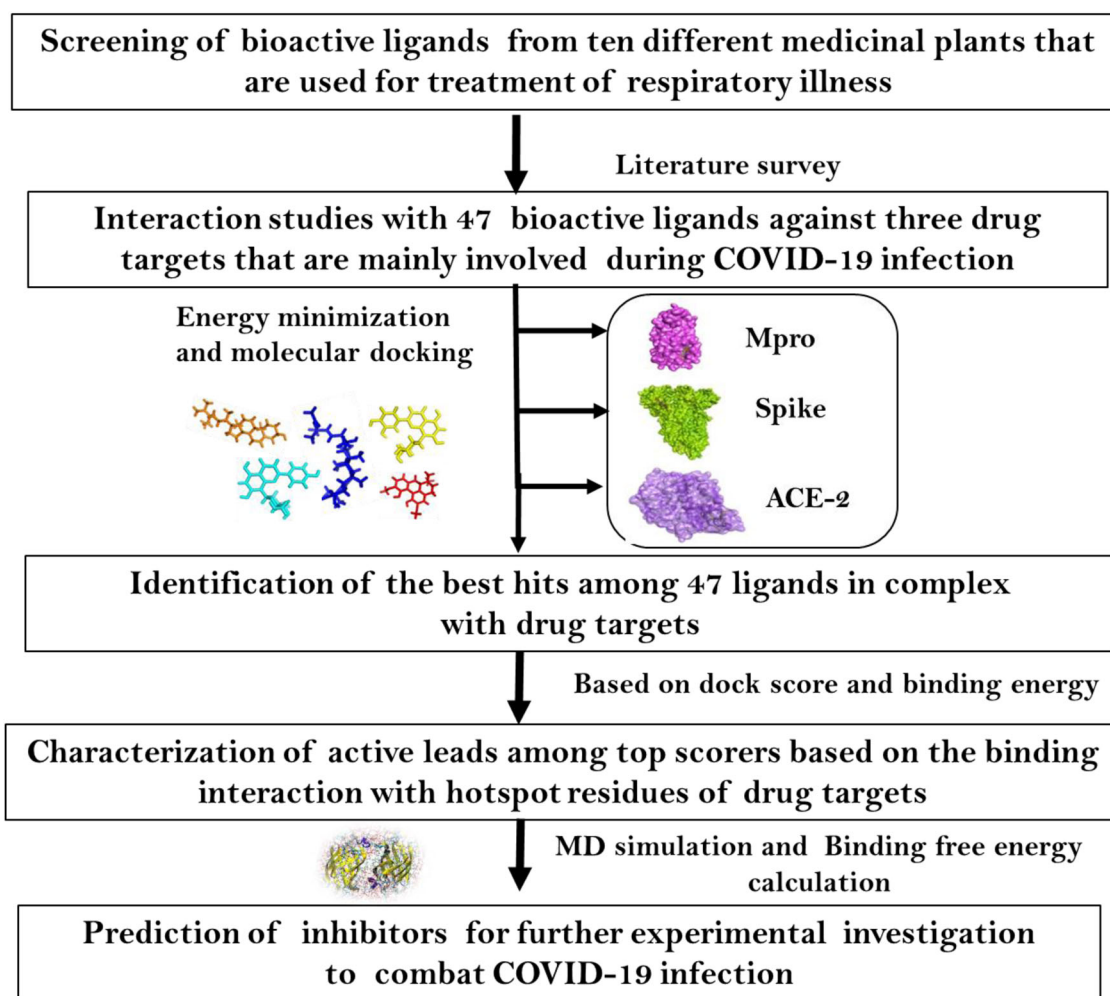 Screening of bioactive ligands from ten different medicinal plants that
are used for treatment of respiratory illness
Literature survey
Interaction studies with 47 bioactive ligands against three drug
targets that are mainly involved during COVID-19 infection
Energy minimization
and molecular docking
Mpro
Spike
ACE-2
Identification of the best hits among 47 ligands in complex
with drug targets
Based on dock score and binding energy
Characterization of active leads among top scorers based on the binding
interaction with hotspot residues of drug targets
MD simulation and Binding free energy
calculation
Prediction of inhibitors for further experimental investigation
to combat COVID-19 infection